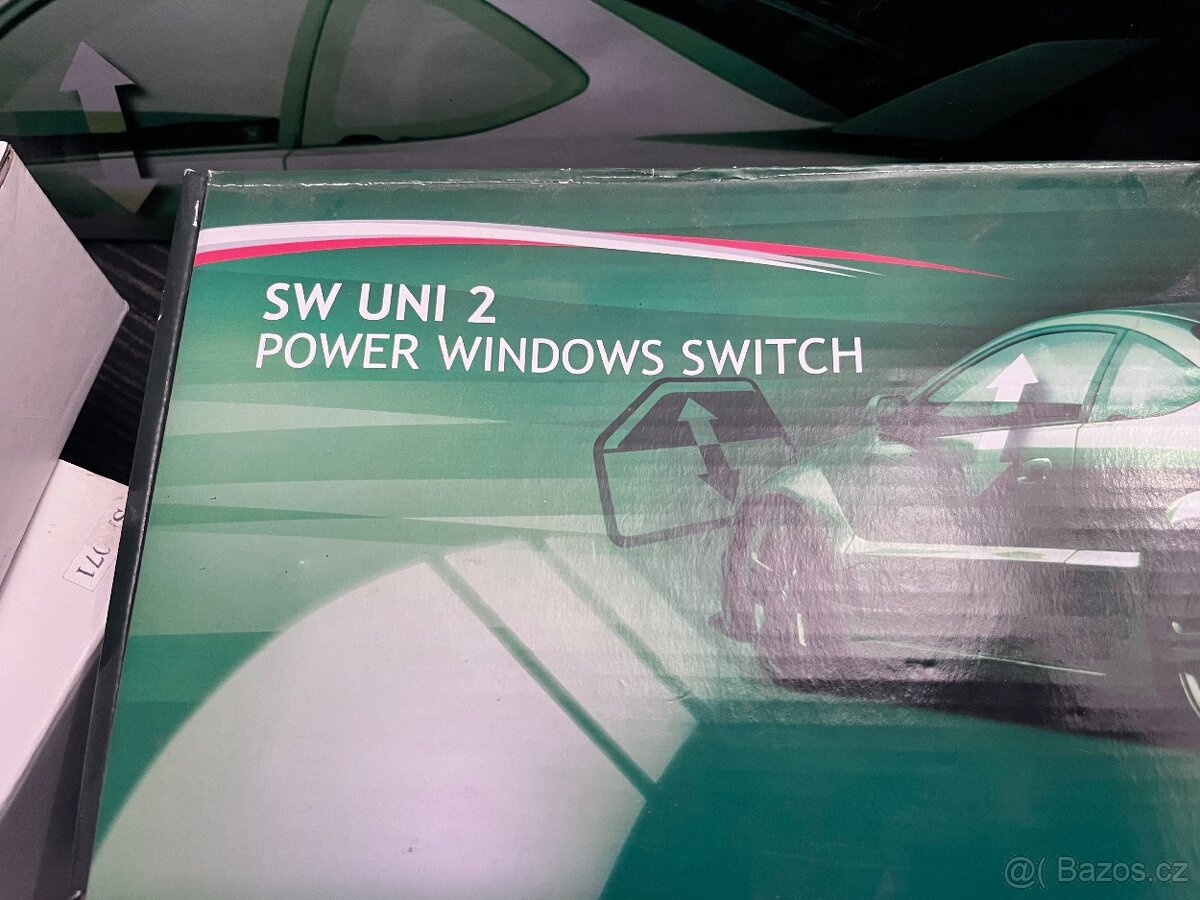 SW UNI 2
POWER WINDOWS SWITCH
@( Bazos.cz